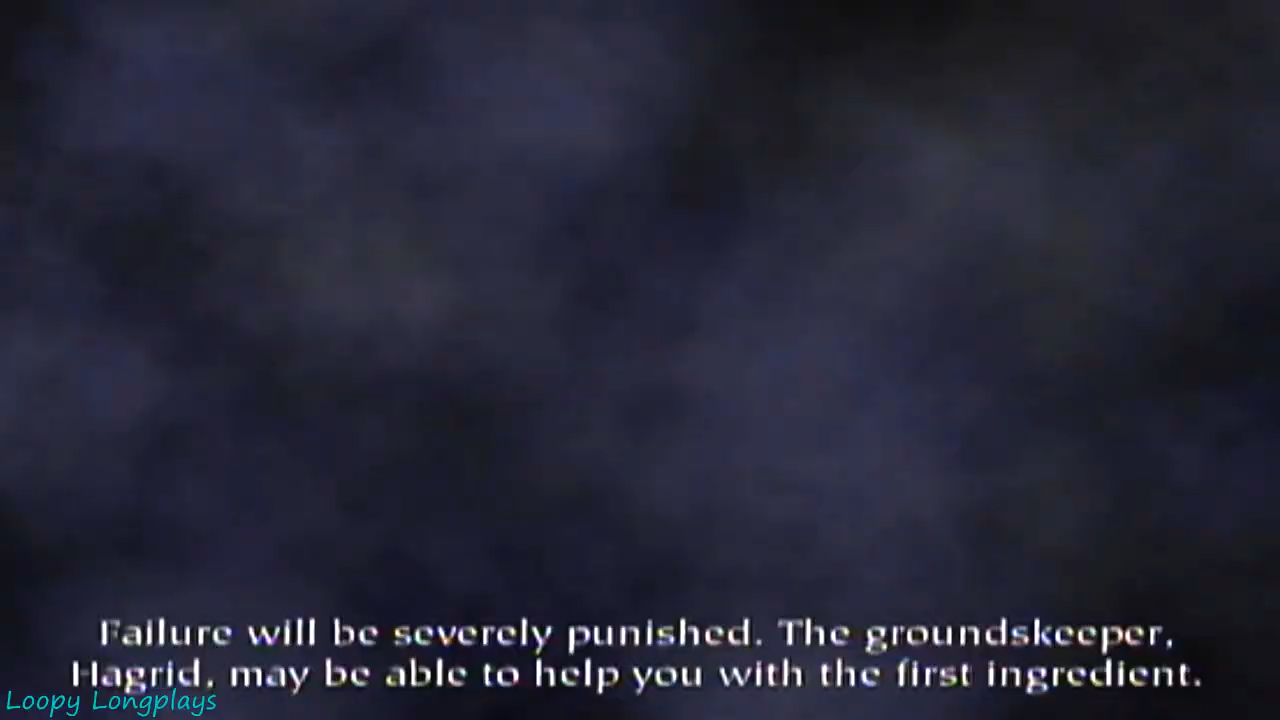 Failure will be severely punished. The groundskeeper,
Hagrid, may be able to help you with the first ingredient.
Loopy Longplays